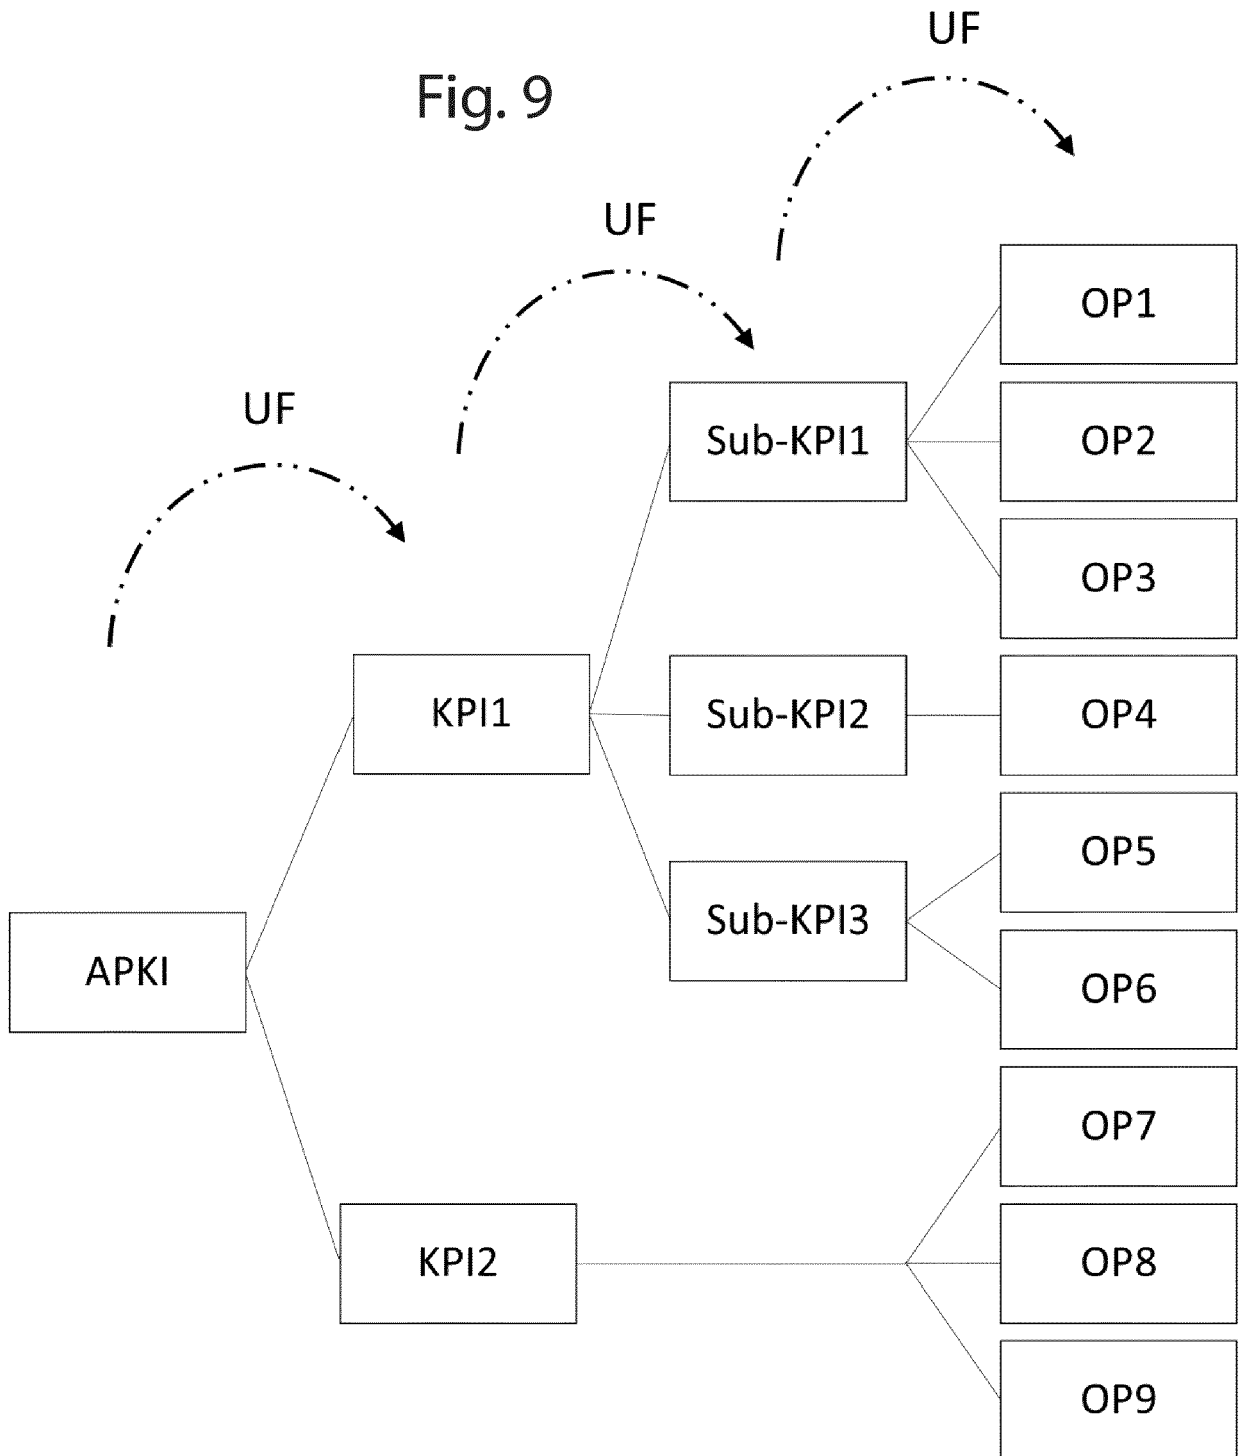 UF
Fig. 9
UF
UF
OP1
Sub-KPI1
OP2
OP3
KPI1
Sub-KPI2
OP4
OP5
Sub-KPI3
APKI
OP6
OP7
KPI2
OP8
OP9